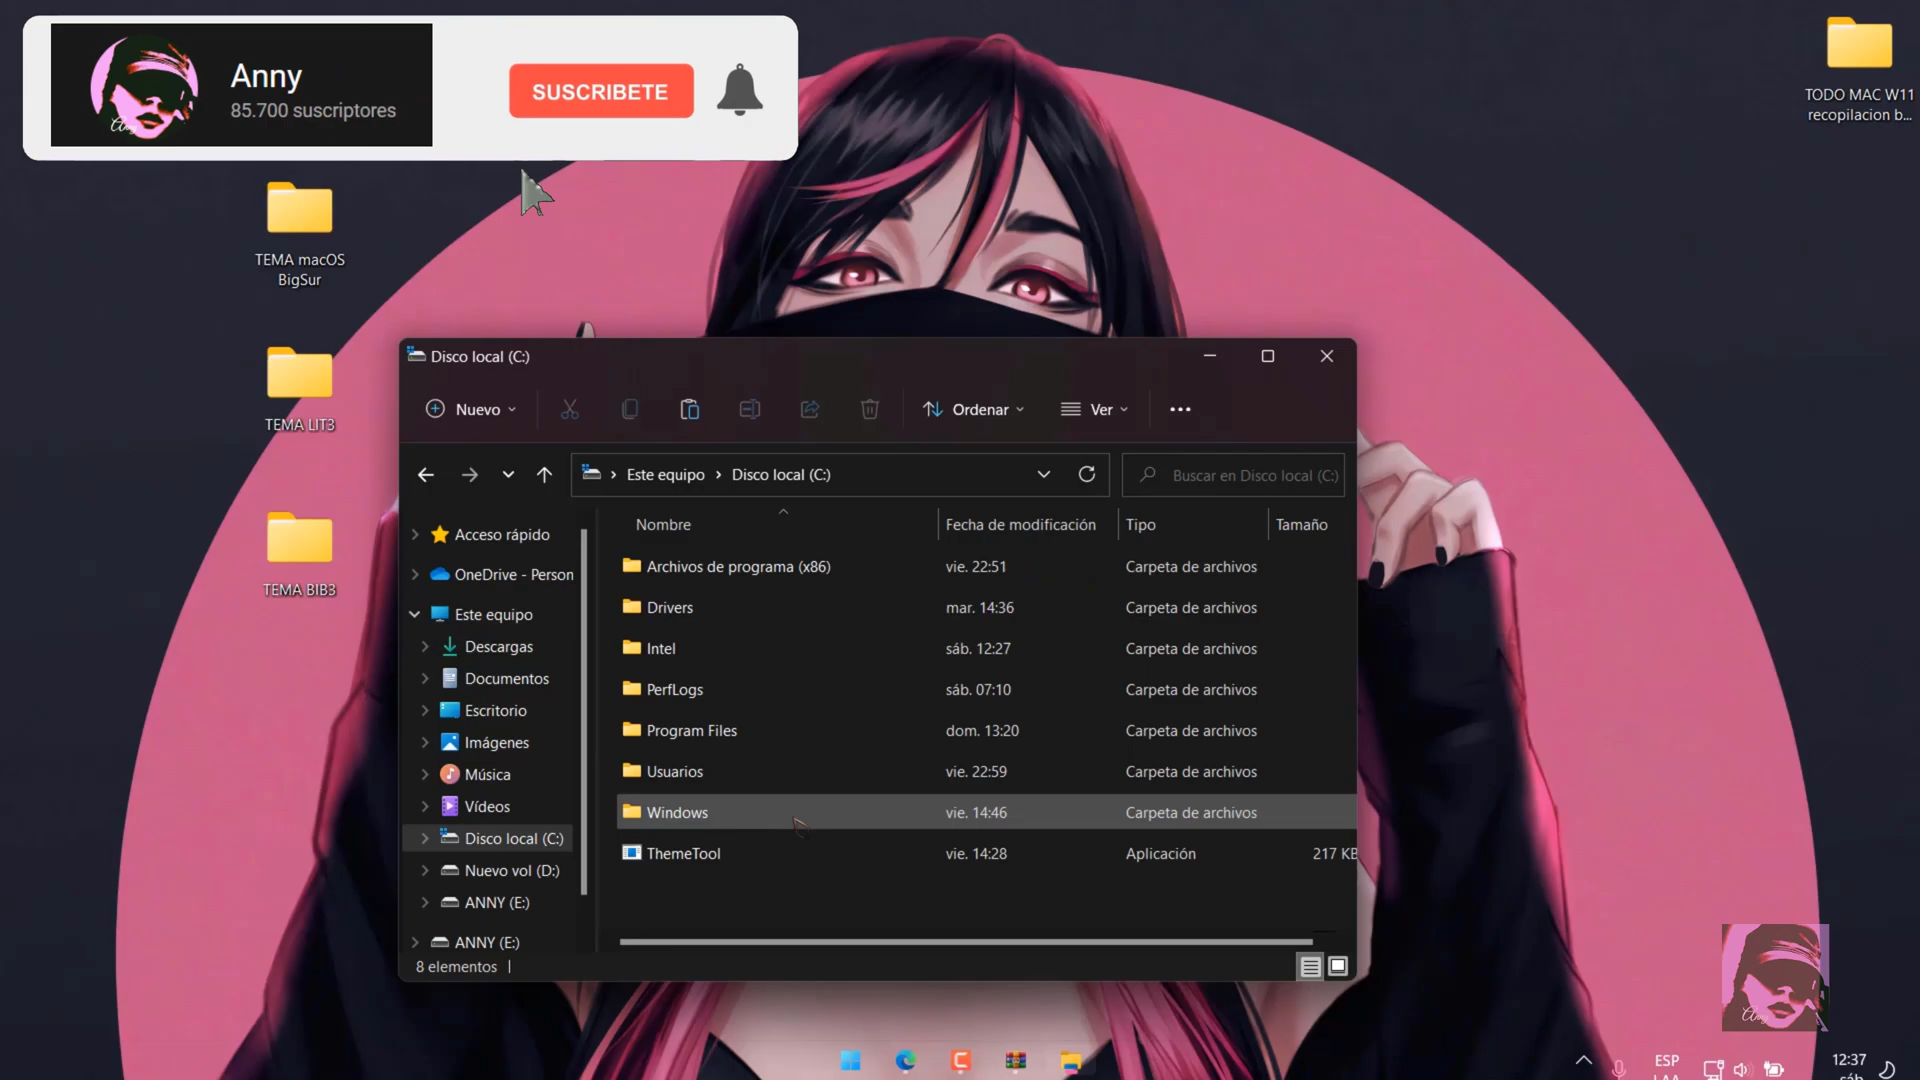 Anny
85.700 suscriptores
SUSCRIBETE
TODO MAC W11
recopilacion b...
TEMA macOS
BigSur
TEMA LIT3
TEMA BIB3
Disco local (C:)
Nuevo
Ordenar
Ver
Este equipo
Disco local (C:)
Buscar en Disco local (C:)
Acceso rápido
OneDrive - Person
Este equipo
Descargas
Documentos
Escritorio
Imágenes
Música
Vídeos
Disco local (C:)
Nuevo vol (D:)
ANNY (E:)
ANNY (E:)
Nombre Fecha de modificación Tipo Tamaño
Archivos de programa (x86) vie. 22:51 Carpeta de archivos
Drivers mar. 14:36 Carpeta de archivos
Intel sáb. 12:27 Carpeta de archivos
PerfLogs sáb. 07:10 Carpeta de archivos
Program Files dom. 13:20 Carpeta de archivos
Usuarios vie. 22:59 Carpeta de archivos
Windows vie. 14:46 Carpeta de archivos
ThemeTool vie. 14:28 Aplicación 217 KB
8 elementos
Anny
ESP
LAA
12:37
sáb